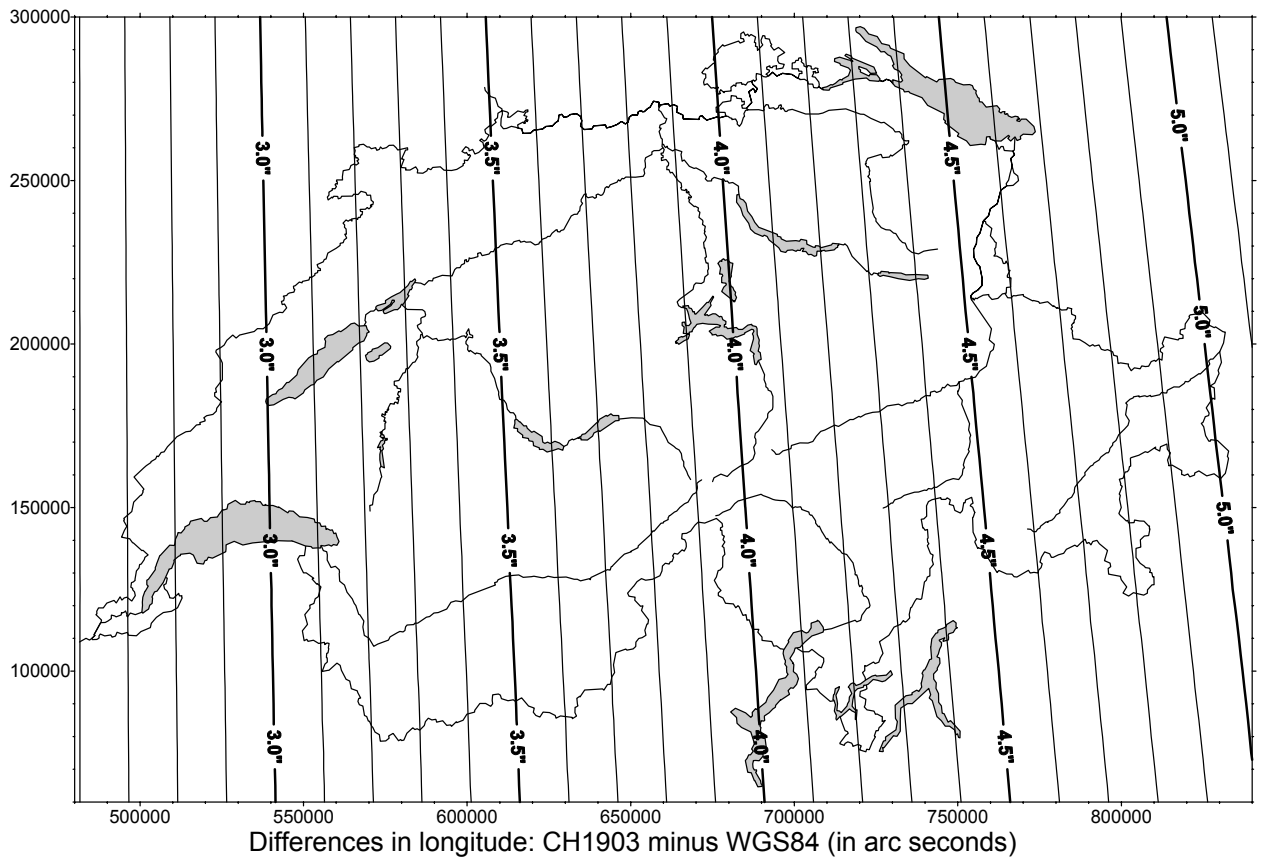 300000
3.0" 3.5" 4.0" 4.5" 5.0"
250000
200000
3.0" 3.5" 4.0" 4.5" 5.0"
150000
3.0" 3.5" 4.0" 4.5" 5.0"
100000
3.0" 3.5" 4.0" 4.5"
500000 550000 600000 650000 700000 750000 800000
Differences in longitude: CH1903 minus WGS84 (in arc seconds)